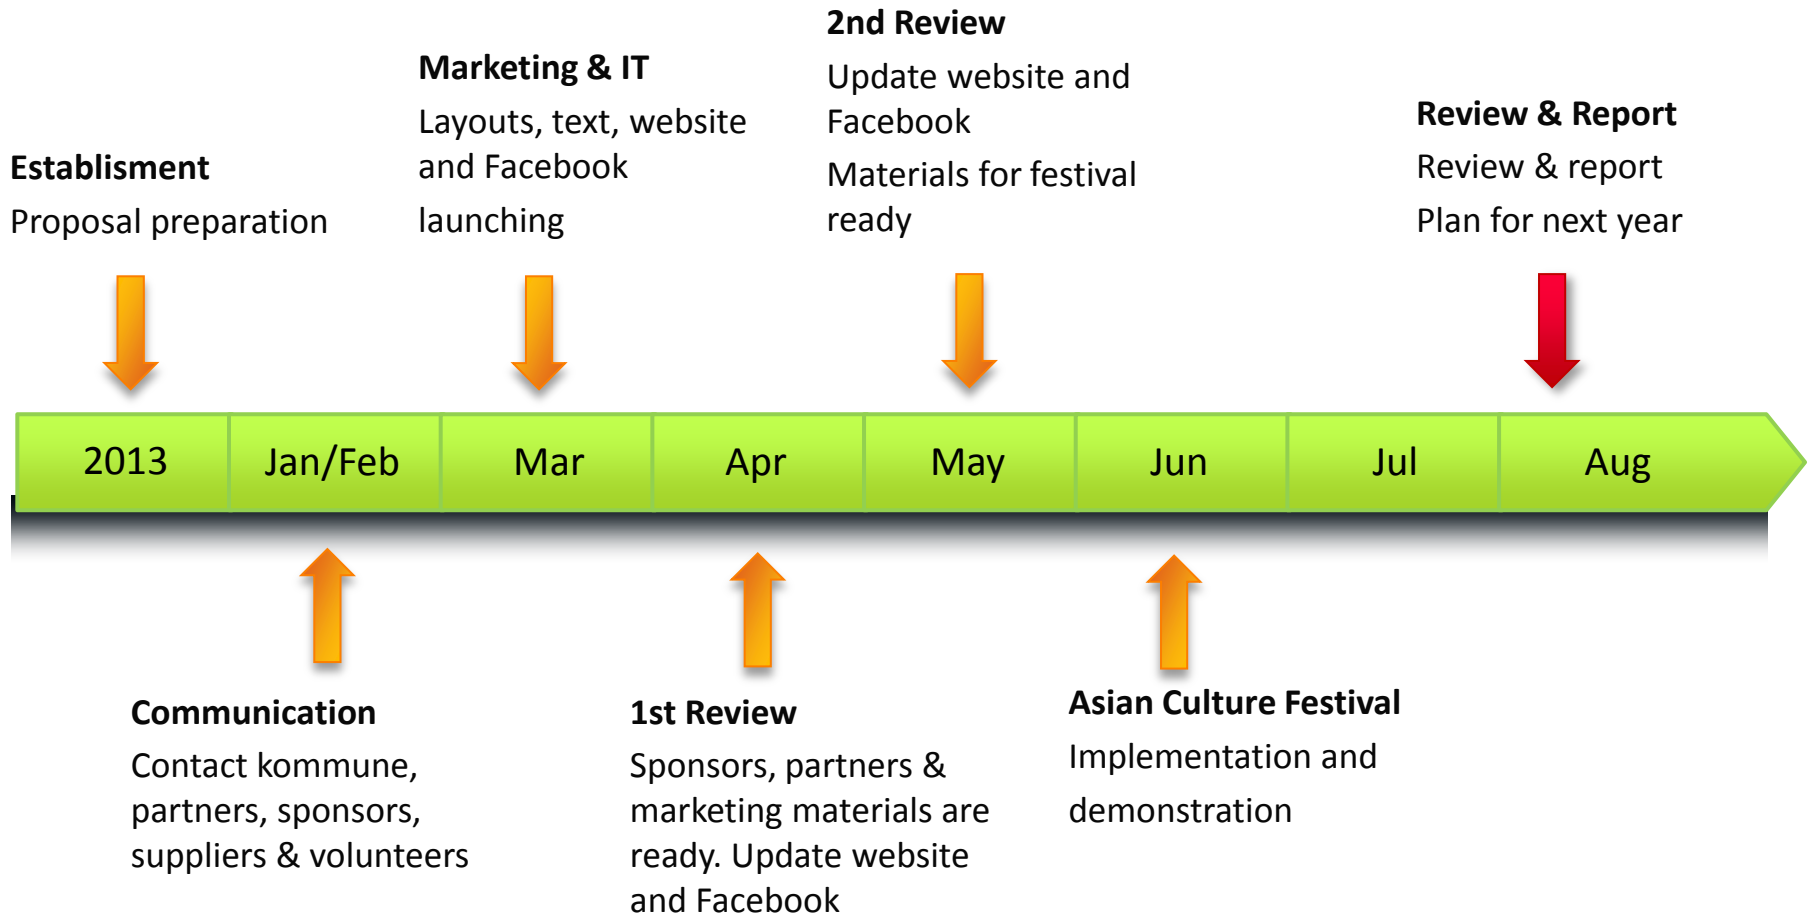 Establisment
Proposal preparation
Marketing & IT
Layouts, text, website
and Facebook
launching
2nd Review
Update website and
Facebook
Materials for festival
ready
Review & Report
Review & report
Plan for next year
2013
Jan/Feb
Mar
Apr
May
Jun
Jul
Aug
Communication
Contact kommune,
partners, sponsors,
suppliers & volunteers
1st Review
Sponsors, partners &
marketing materials are
ready. Update website
and Facebook
Asian Culture Festival
Implementation and
demonstration